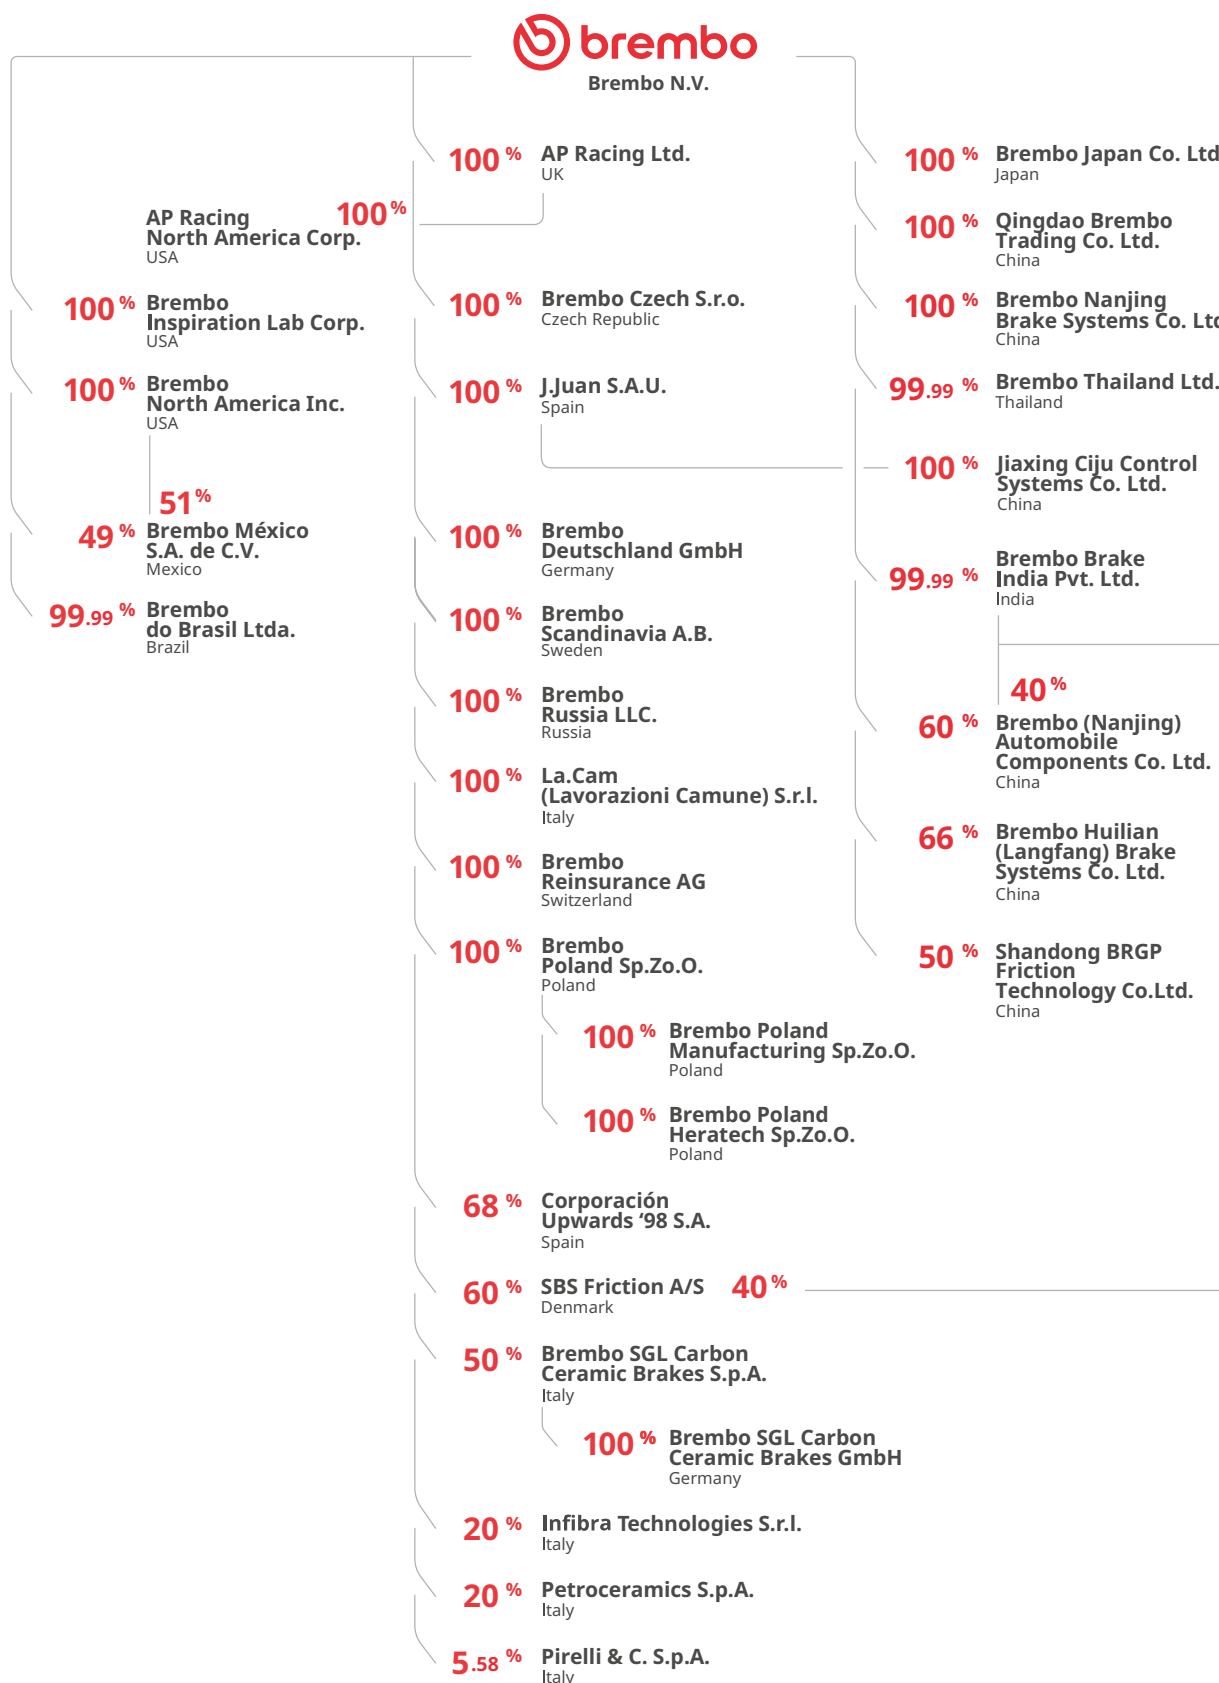 brembo
Brembo N.V.
100 %
AP Racing Ltd.
UK
100 %
AP Racing
North America Corp.
USA
100 %
Brembo
Inspiration Lab Corp.
USA
100 %
Brembo
North America Inc.
USA
51 %
49 %
Brembo México
S.A. de C.V.
Mexico
99.99 %
Brembo
do Brasil Ltda.
Brazil
100 %
Brembo Czech S.r.o.
Czech Republic
100 %
J.Juan S.A.U.
Spain
100 %
Brembo
Deutschland GmbH
Germany
100 %
Brembo
Scandinavia A.B.
Sweden
100 %
Brembo
Russia LLC.
Russia
100 %
La.Cam
(Lavorazioni Camune) S.r.l.
Italy
100 %
Brembo
Reinsurance AG
Switzerland
100 %
Brembo
Poland Sp.Zo.O.
Poland
100 %
Brembo Poland
Manufacturing Sp.Zo.O.
Poland
100 %
Brembo Poland
Heratech Sp.Zo.O.
Poland
68 %
Corporación
Upwards ‘98 S.A.
Spain
60 %
SBS Friction A/S
Denmark
40 %
50 %
Brembo SGL Carbon
Ceramic Brakes S.p.A.
Italy
100 %
Brembo SGL Carbon
Ceramic Brakes GmbH
Germany
20 %
Infibra Technologies S.r.l.
Italy
20 %
Petroceramics S.p.A.
Italy
5.58 %
Pirelli & C. S.p.A.
Italy
100 %
Brembo Japan Co. Ltd
Japan
100 %
Qingdao Brembo
Trading Co. Ltd.
China
100 %
Brembo Nanjing
Brake Systems Co. Ltd
China
99.99 %
Brembo Thailand Ltd.
Thailand
100 %
Jiaxing Ciju Control
Systems Co. Ltd.
China
99.99 %
Brembo Brake
India Pvt. Ltd.
India
40 %
60 %
Brembo (Nanjing)
Automobile
Components Co. Ltd.
China
66 %
Brembo Huilian
(Langfang) Brake
Systems Co. Ltd.
China
50 %
Shandong BRGP
Friction
Technology Co.Ltd.
China